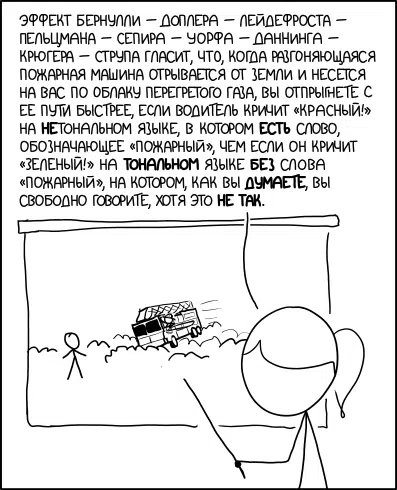 ЭФФЕКТ БЕРНУЛЛИ — ДОПЛЕРА — ЛЕЙДЕФРОСТА —
ПЕЛЬЦМАНА — СЕПИРА — УОРФА — ДАННИНГА —
КРЮГЕРА — СТРУПА ГЛАСИТ, ЧТО, КОГДА РАЗГОНЯЮЩАЯСЯ
ПОЖАРНАЯ МАШИНА ОТРЫВАЕТСЯ ОТ ЗЕМЛИ И НЕСЕТСЯ
НА ВАС ПО ОБЛАКУ ПЕРЕГРЕТОГО ГАЗА, ВЫ ОТПРЫГНЕТЕ С
ЕЕ ПУТИ БЫСТРЕЕ, ЕСЛИ ВОДИТЕЛЬ КРИЧИТ «КРАСНЫЙ!»
НА НЕТОНАЛЬНОМ ЯЗЫКЕ, В КОТОРОМ ЕСТЬ СЛОВО,
ОБОЗНАЧАЮЩЕЕ «ПОЖАРНЫЙ», ЧЕМ ЕСЛИ ОН КРИЧИТ
«ЗЕЛЕНЫЙ!» НА ТОНАЛЬНОМ ЯЗЫКЕ БЕЗ СЛОВА
«ПОЖАРНЫЙ», НА КОТОРОМ, КАК ВЫ ДУМАЕТЕ, ВЫ
СВОБОДНО ГОВОРИТЕ, ХОТЯ ЭТО НЕ ТАК.